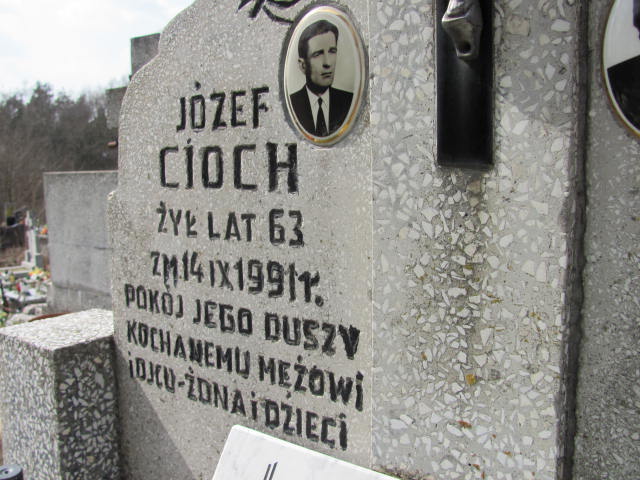 JÓZEF
CIOCH
ŻYŁ LAT 63
ZM.14 IX 1991 r.
POKÓJ JEGO DUSZY
KOCHANEMU MĘŻOWI
i OJCU-ŻONA i DZIECI